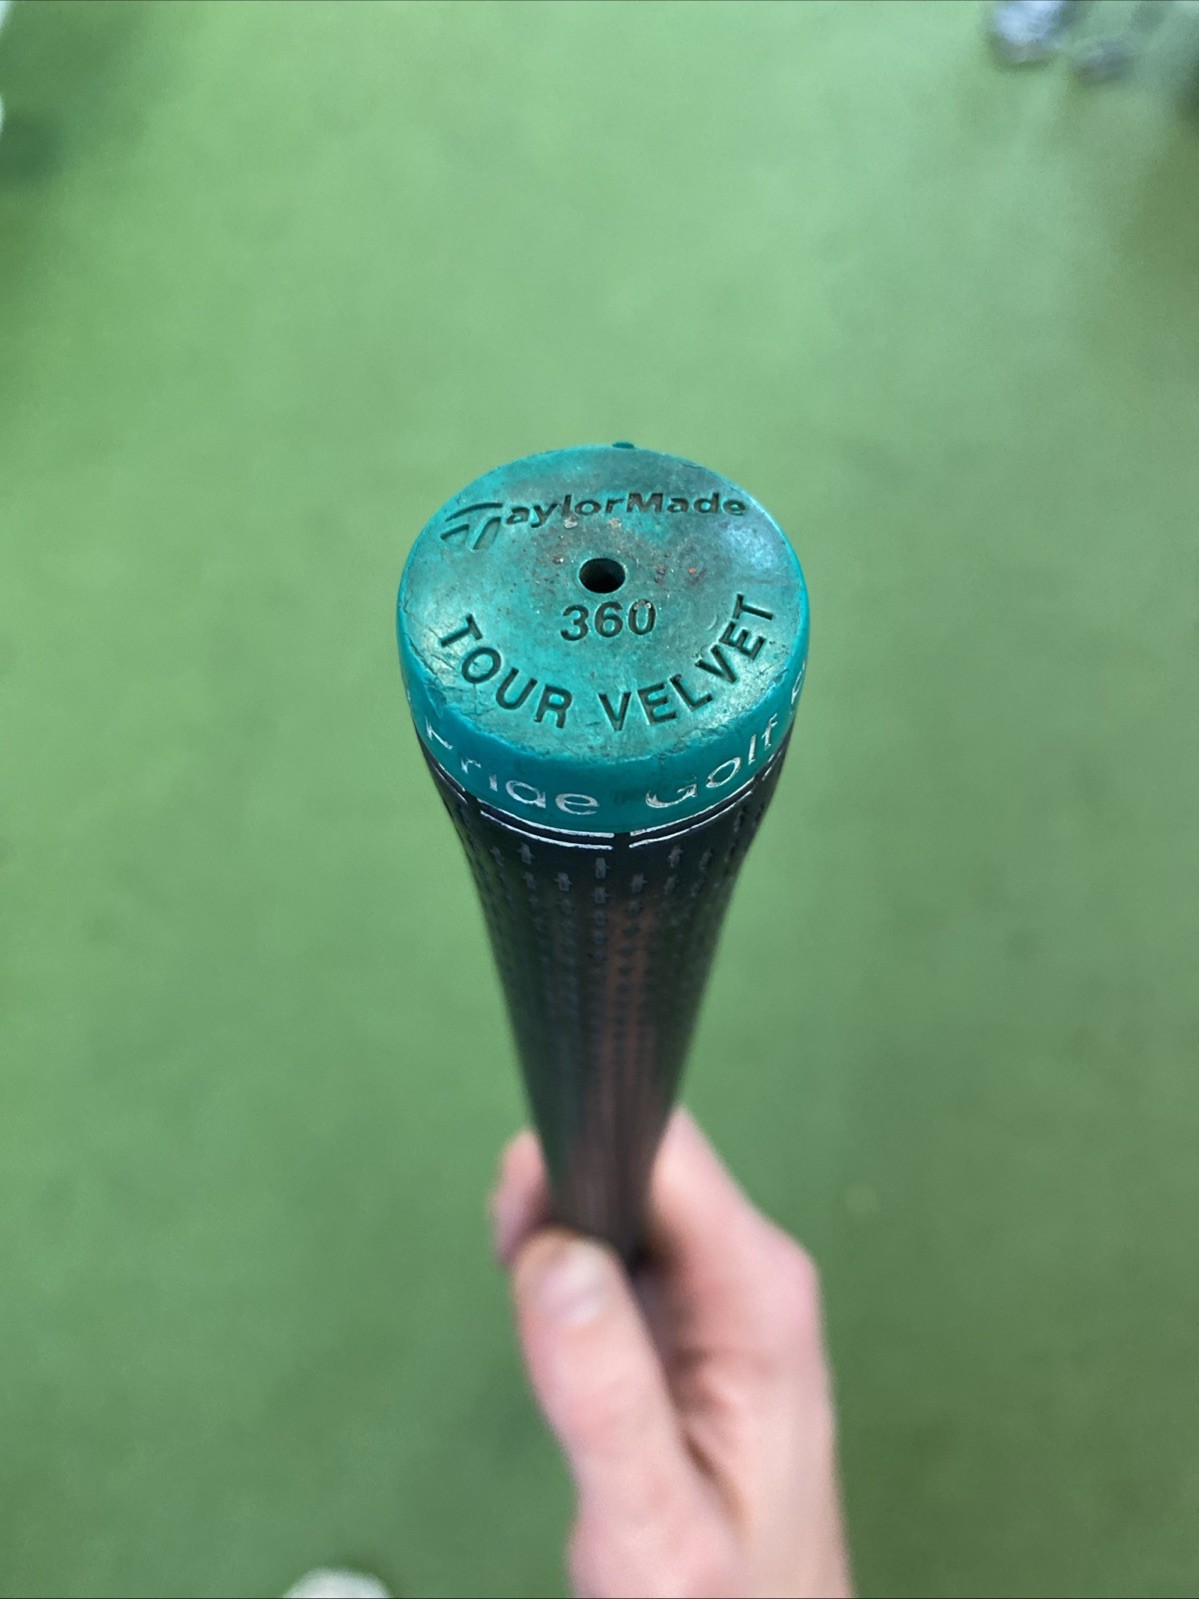 TaylorMade
360
TOUR VELVET
Pride Golf